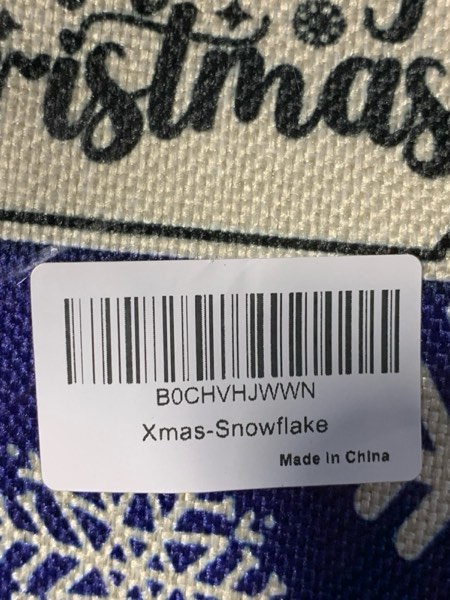 ristmas
B0CHVHJWWN
Xmas-Snowflake
Made in China